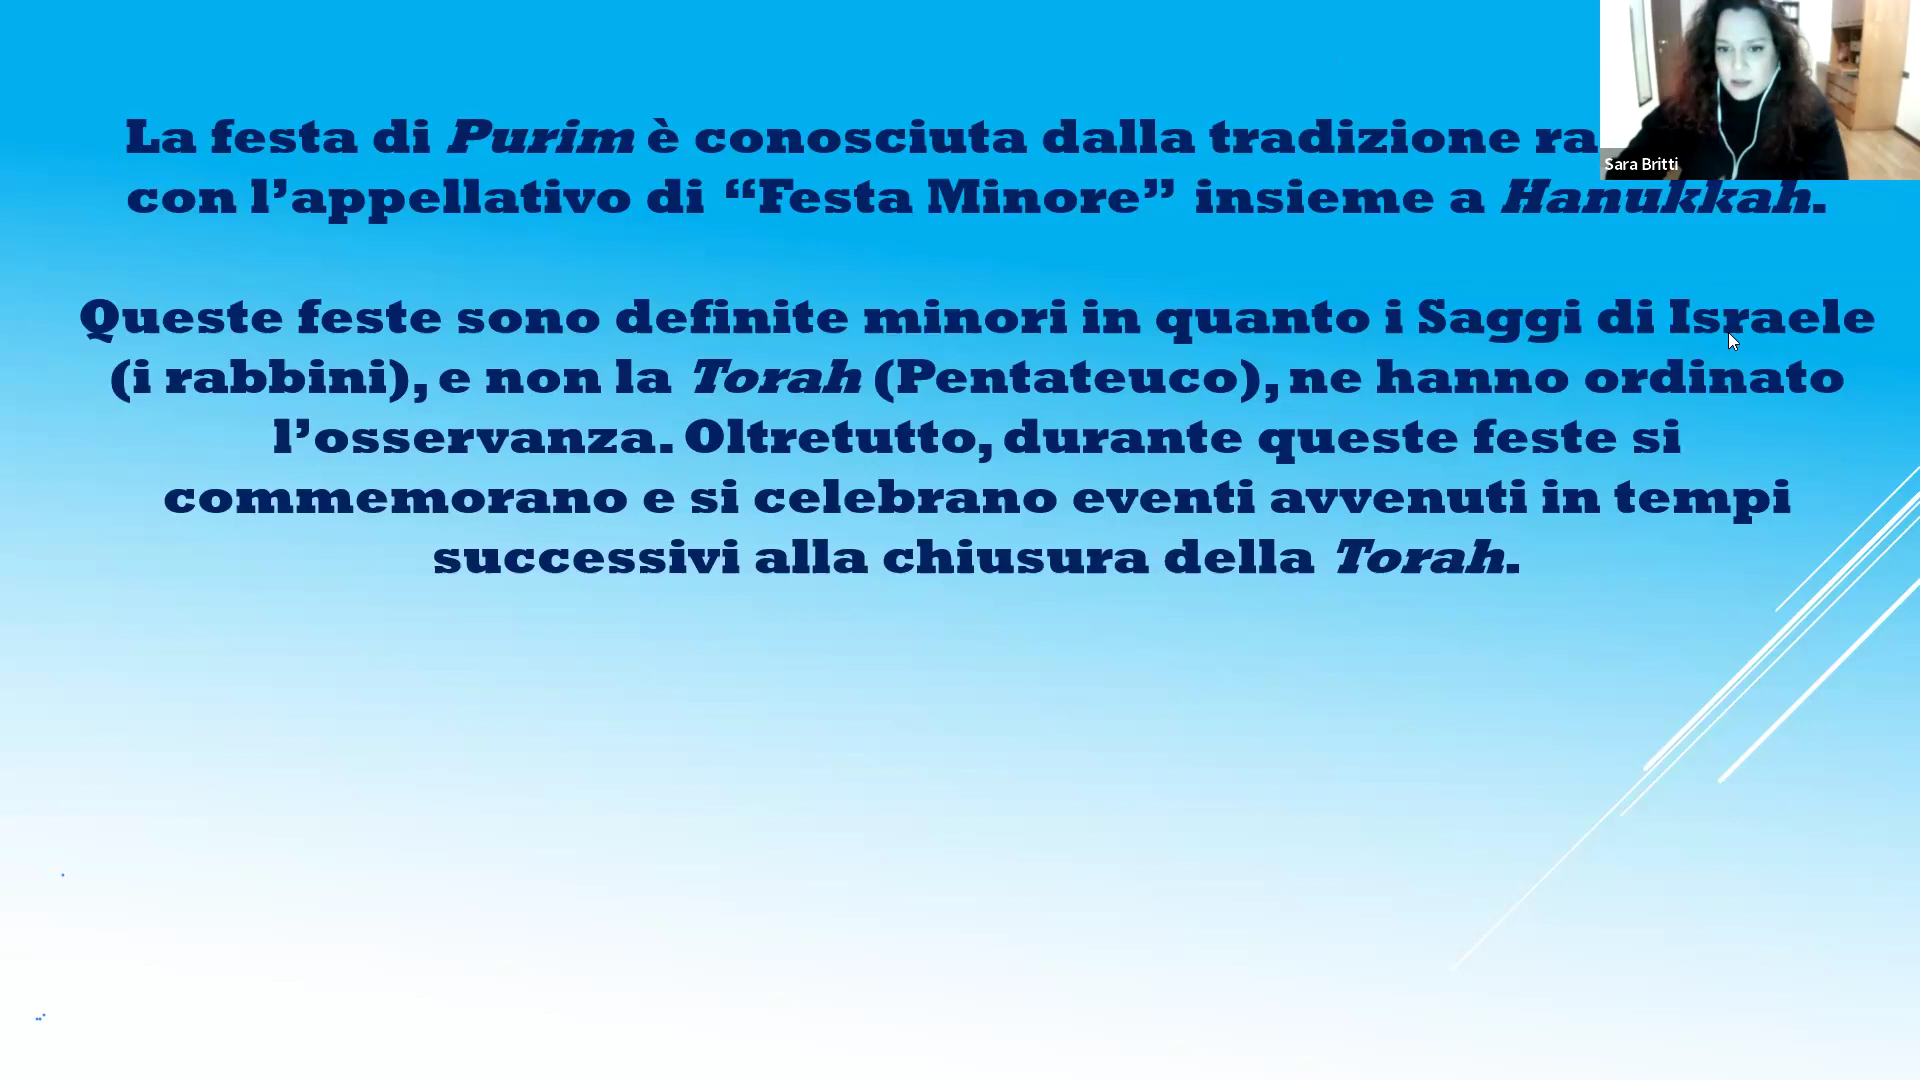 La festa di Purim è conosciuta dalla tradizione
con l’appellativo di “Festa Minore” insieme a Hanukkah.
Queste feste sono definite minori in quanto i Saggi di Israele
(i rabbini), e non la Torah (Pentateuco), ne hanno ordinato
l’osservanza. Oltretutto, durante queste feste si
commemorano e si celebrano eventi avvenuti in tempi
successivi alla chiusura della Torah.
Sara Britti